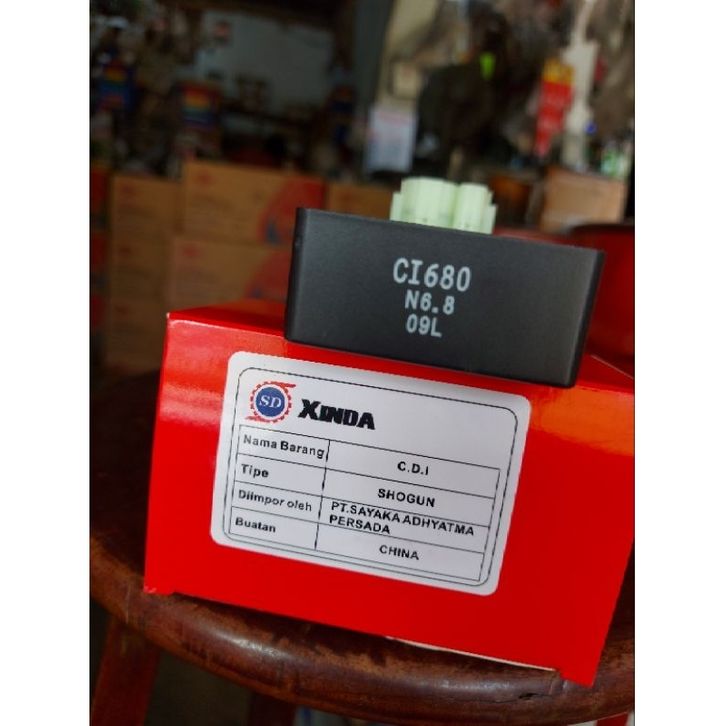 CI680
N6.8
09L
SD XINDA
Nama Barang C.D.I
Tipe SHOGUN
Diimpor oleh PT.SAYAKA ADHYATMA
PERSADA
Buatan CHINA